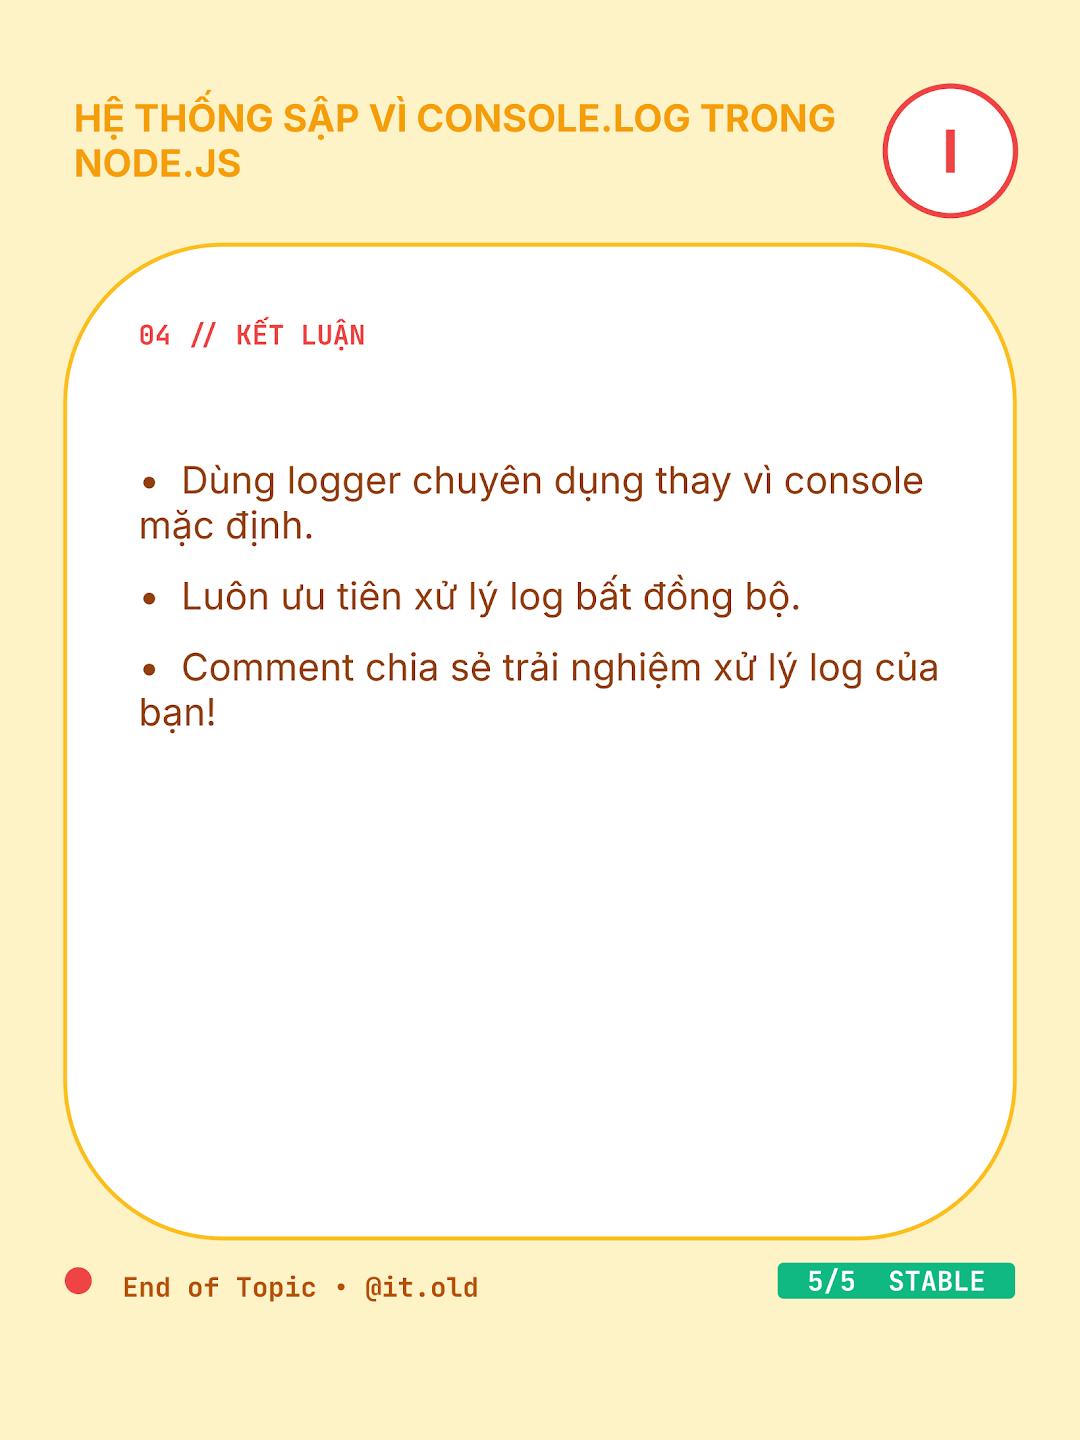 HỆ THỐNG SẬP VÌ CONSOLE.LOG TRONG
NODE.JS
I
04 // KẾT LUẬN
• Dùng logger chuyên dụng thay vì console
mặc định.
• Luôn ưu tiên xử lý log bất đồng bộ.
• Comment chia sẻ trải nghiệm xử lý log của
bạn!
End of Topic • @it.old
5/5 STABLE